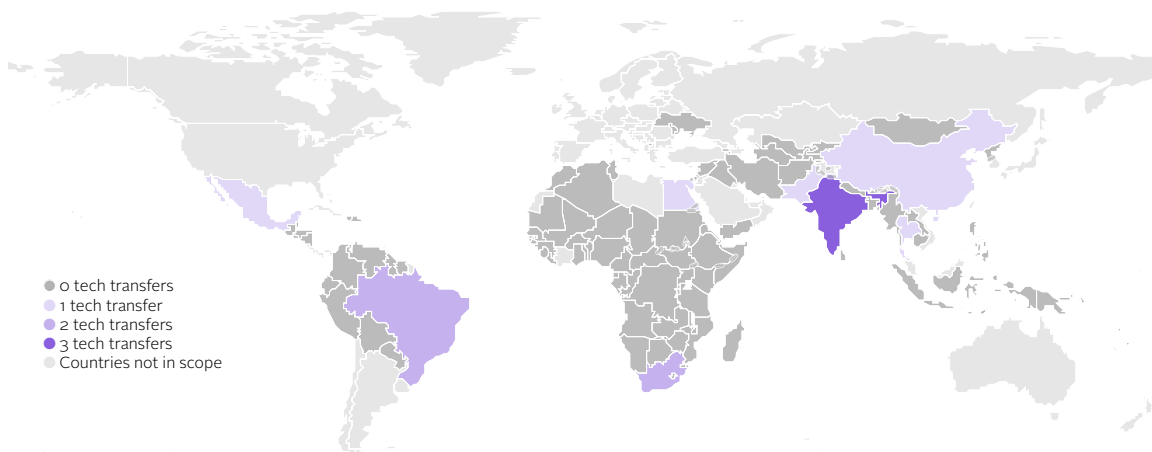 0 tech transfers
1 tech transfer
2 tech transfers
3 tech transfers
Countries not in scope